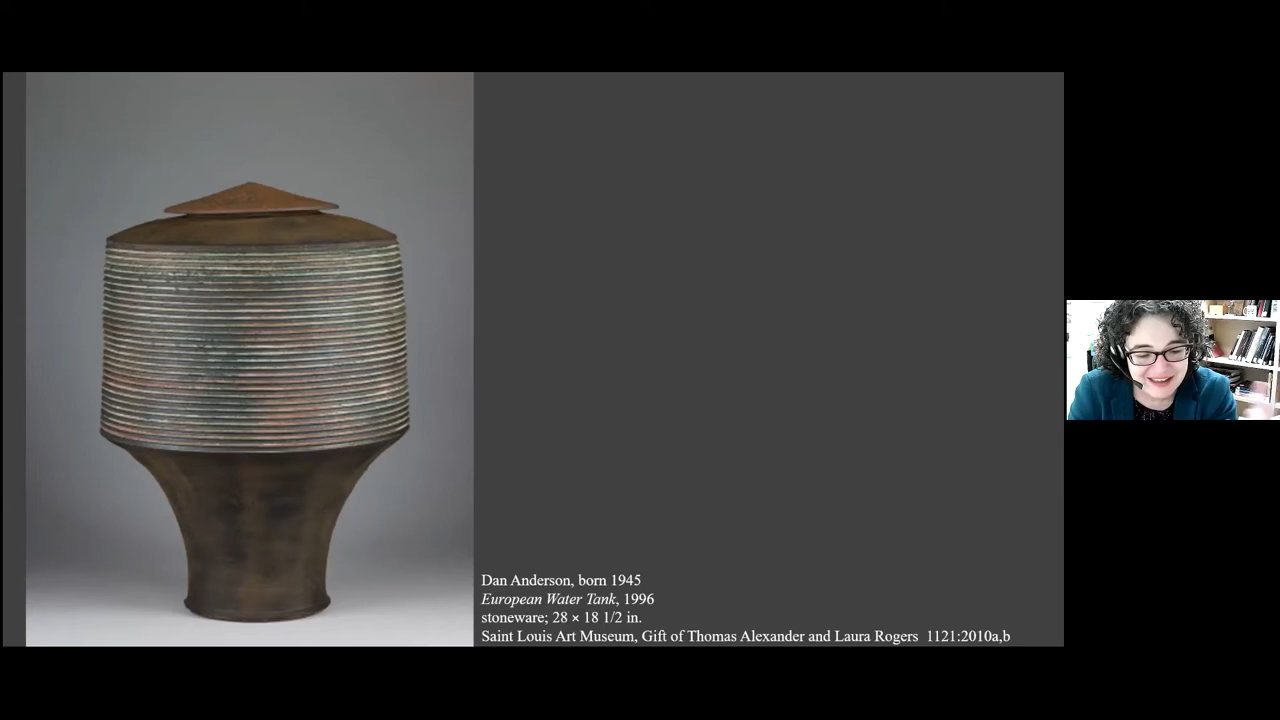 Dan Anderson, born 1945
European Water Tank, 1996
stoneware; 28 × 18 1/2 in.
Saint Louis Art Museum, Gift of Thomas Alexander and Laura Rogers 1121:2010a,b